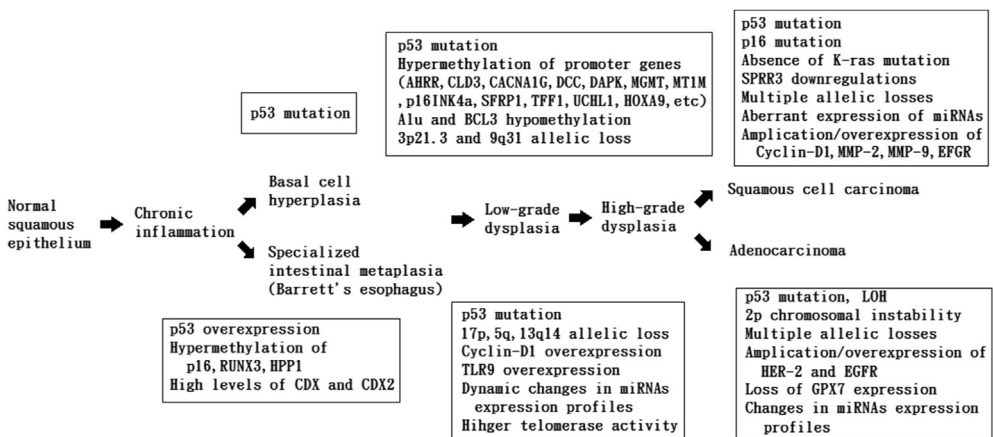 p53 mutation
p53 mutation
Hypermethylation of promoter genes
(AHRR, CLD3, CACNA1G, DCC, DAPK, MGMT, MT1M
, p16INK4a, SFRP1, TFF1, UCHL1, HOXA9, etc)
Alu and BCL3 hypomethylation
3p21.3 and 9q31 allelic loss
p53 mutation
p16 mutation
Absence of K-ras mutation
SPRR3 downregulations
Multiple allelic losses
Aberrant expression of miRNAs
Amplication/overexpression of
Cyclin-D1, MMP-2, MMP-9, EFGR
Normal
squamous
epithelium
Chronic
inflammation
Basal cell
hyperplasia
Specialized
intestinal metaplasia
(Barrett's esophagus)
Low-grade
dysplasia
High-grade
dysplasia
Squamous cell carcinoma
Adenocarcinoma
p53 overexpression
Hypermethylation of
p16, RUNX3, HPP1
High levels of CDX and CDX2
p53 mutation
17p, 5q, 13q14 allelic loss
Cyclin-D1 overexpression
TLR9 overexpression
Dynamic changes in miRNAs
expression profiles
Hihger telomerase activity
p53 mutation, LOH
2p chromosomal instability
Multiple allelic losses
Amplication/overexpression of
HER-2 and EGFR
Loss of GPX7 expression
Changes in miRNAs expression
profiles